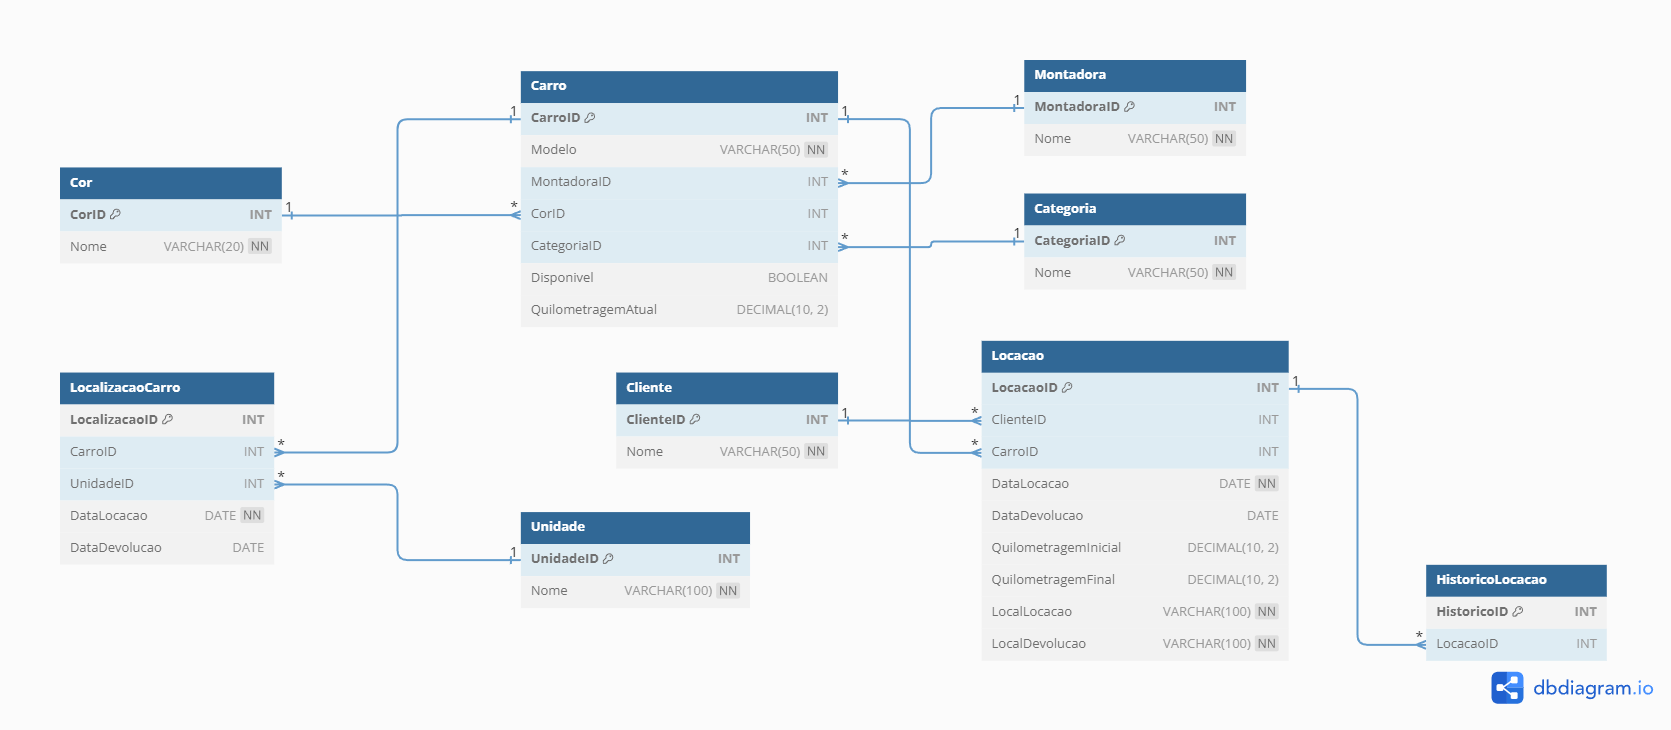 Carro
1 CarroID INT 1
Modelo VARCHAR(50) NN
MontadoraID INT *
* CorID INT
CategoriaID INT *
Disponivel BOOLEAN
QuilometragemAtual DECIMAL(10, 2)
Montadora
1 MontadoraID INT
Nome VARCHAR(50) NN
Cor
CorID INT 1
Nome VARCHAR(20) NN
Categoria
1 CategoriaID INT
Nome VARCHAR(50) NN
LocalizacaoCarro
LocalizacaoID INT
CarroID INT *
UnidadeID INT *
DataLocacao DATE NN
DataDevolucao DATE
Cliente
ClienteID INT 1
Nome VARCHAR(50) NN
Unidade
1 UnidadeID INT
Nome VARCHAR(100) NN
Locacao
LocacaoID INT 1
* ClienteID INT
* CarroID INT
DataLocacao DATE NN
DataDevolucao DATE
QuilometragemInicial DECIMAL(10, 2)
QuilometragemFinal DECIMAL(10, 2)
LocalLocacao VARCHAR(100) NN
LocalDevolucao VARCHAR(100) NN
HistoricoLocacao
HistoricoID INT
* LocacaoID INT
dbdiagram.io